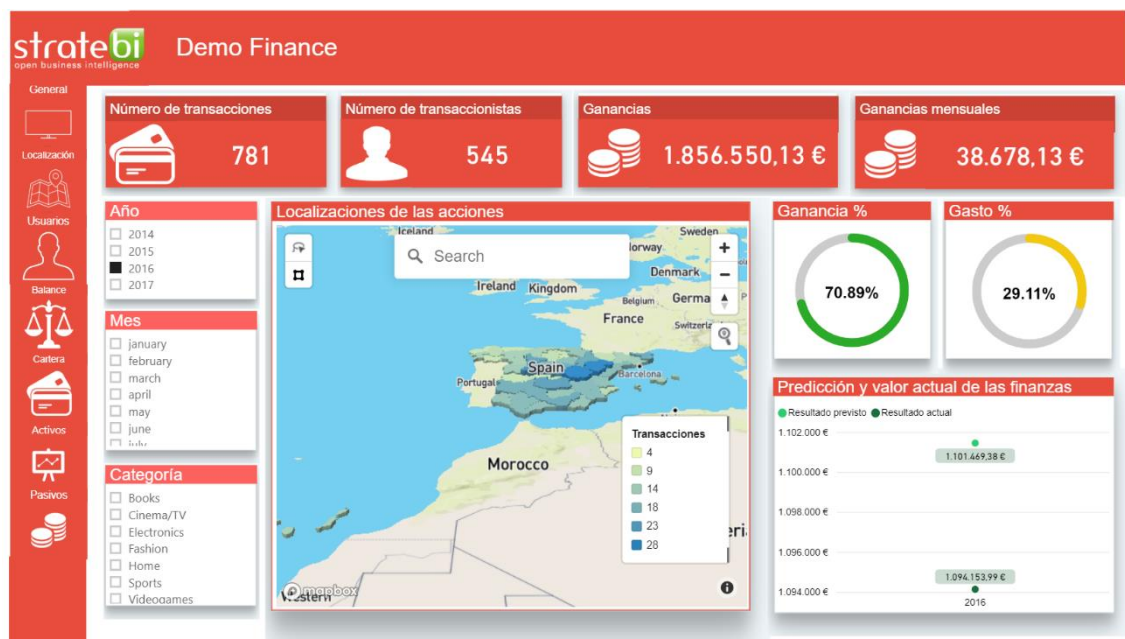 stratebi
open business intelligence
Demo Finance
General
Localización
Usuarios
Balance
Cartera
Activos
Pasivos
Número de transacciones
781
Número de transaccionistas
545
Ganancias
1.856.550,13 €
Ganancias mensuales
38.678,13 €
Año
2014
2015
2016
2017
Mes
january
february
march
april
may
june
july
Categoría
Books
Cinema/TV
Electronics
Fashion
Home
Sports
Videogames
Localizaciones de las acciones
Search
Iceland
Sweden
Norway
Denmark
Ireland
Kingdom
Belgium
Germa
France
Switzerla
Spain
Portugal
Barcelona
Morocco
Western
mapbox
Transacciones
4
9
14
18
23
28
Ganancia %
70.89%
Gasto %
29.11%
Predicción y valor actual de las finanzas
Resultado previsto Resultado actual
1.102.000 €
1.101.469,38 €
1.100.000 €
1.098.000 €
1.096.000 €
1.094.153,99 €
1.094.000 €
2016